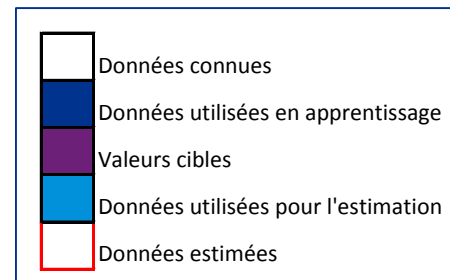 Données connues
Données utilisées en apprentissage
Valeurs cibles
Données utilisées pour l'estimation
Données estimées